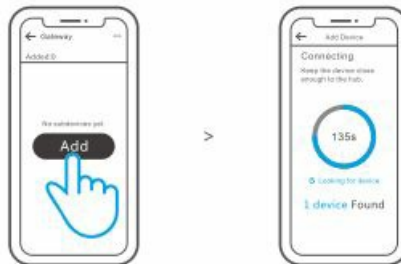 ← Gateway ...
Added:0
No subdevices yet
Add
>
← Add Device
Connecting
Keep the device close
enough to the hub.
135s
Looking for device
1 device Found